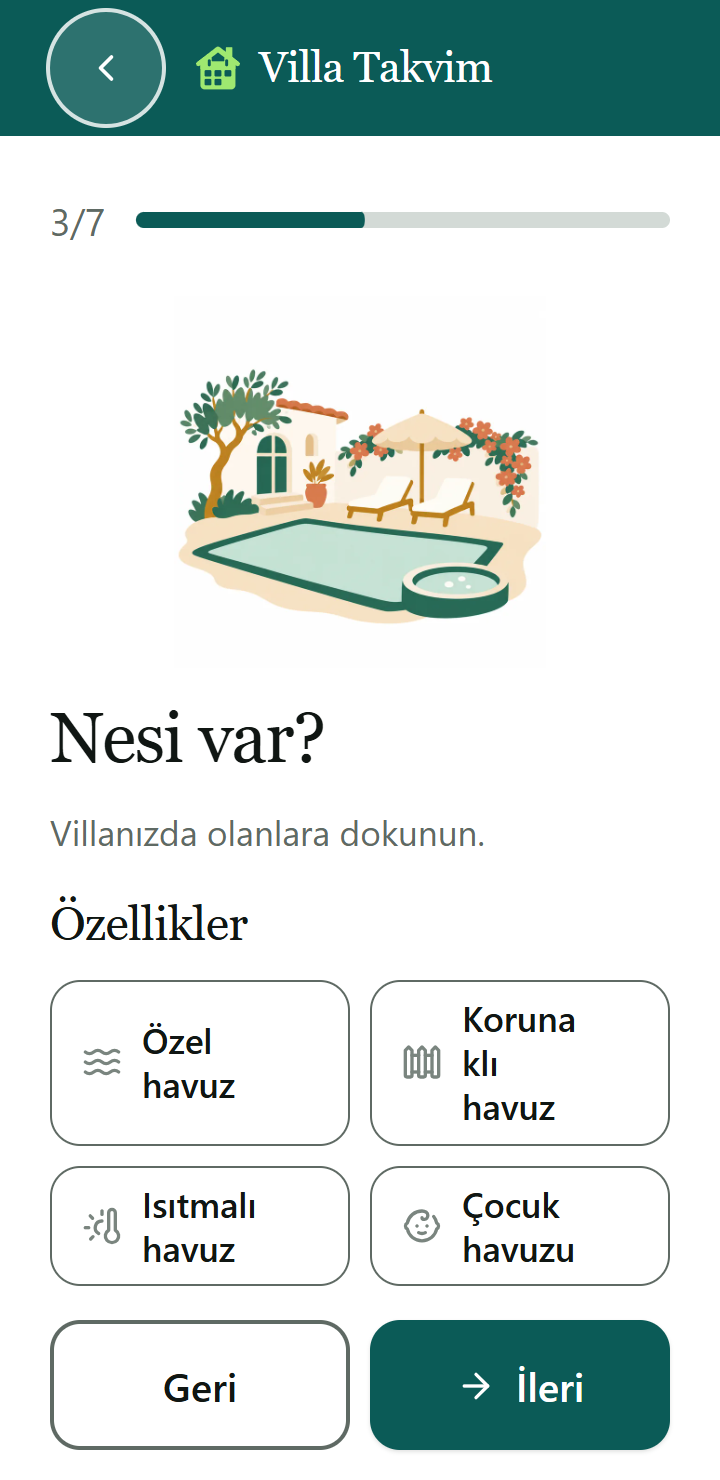 Villa Takvim
3/7
Nesi var?
Villanızda olanlara dokunun.
Özellikler
Özel
havuz
Koruna
klı
havuz
Isıtmalı
havuz
Çocuk
havuzu
Geri
İleri